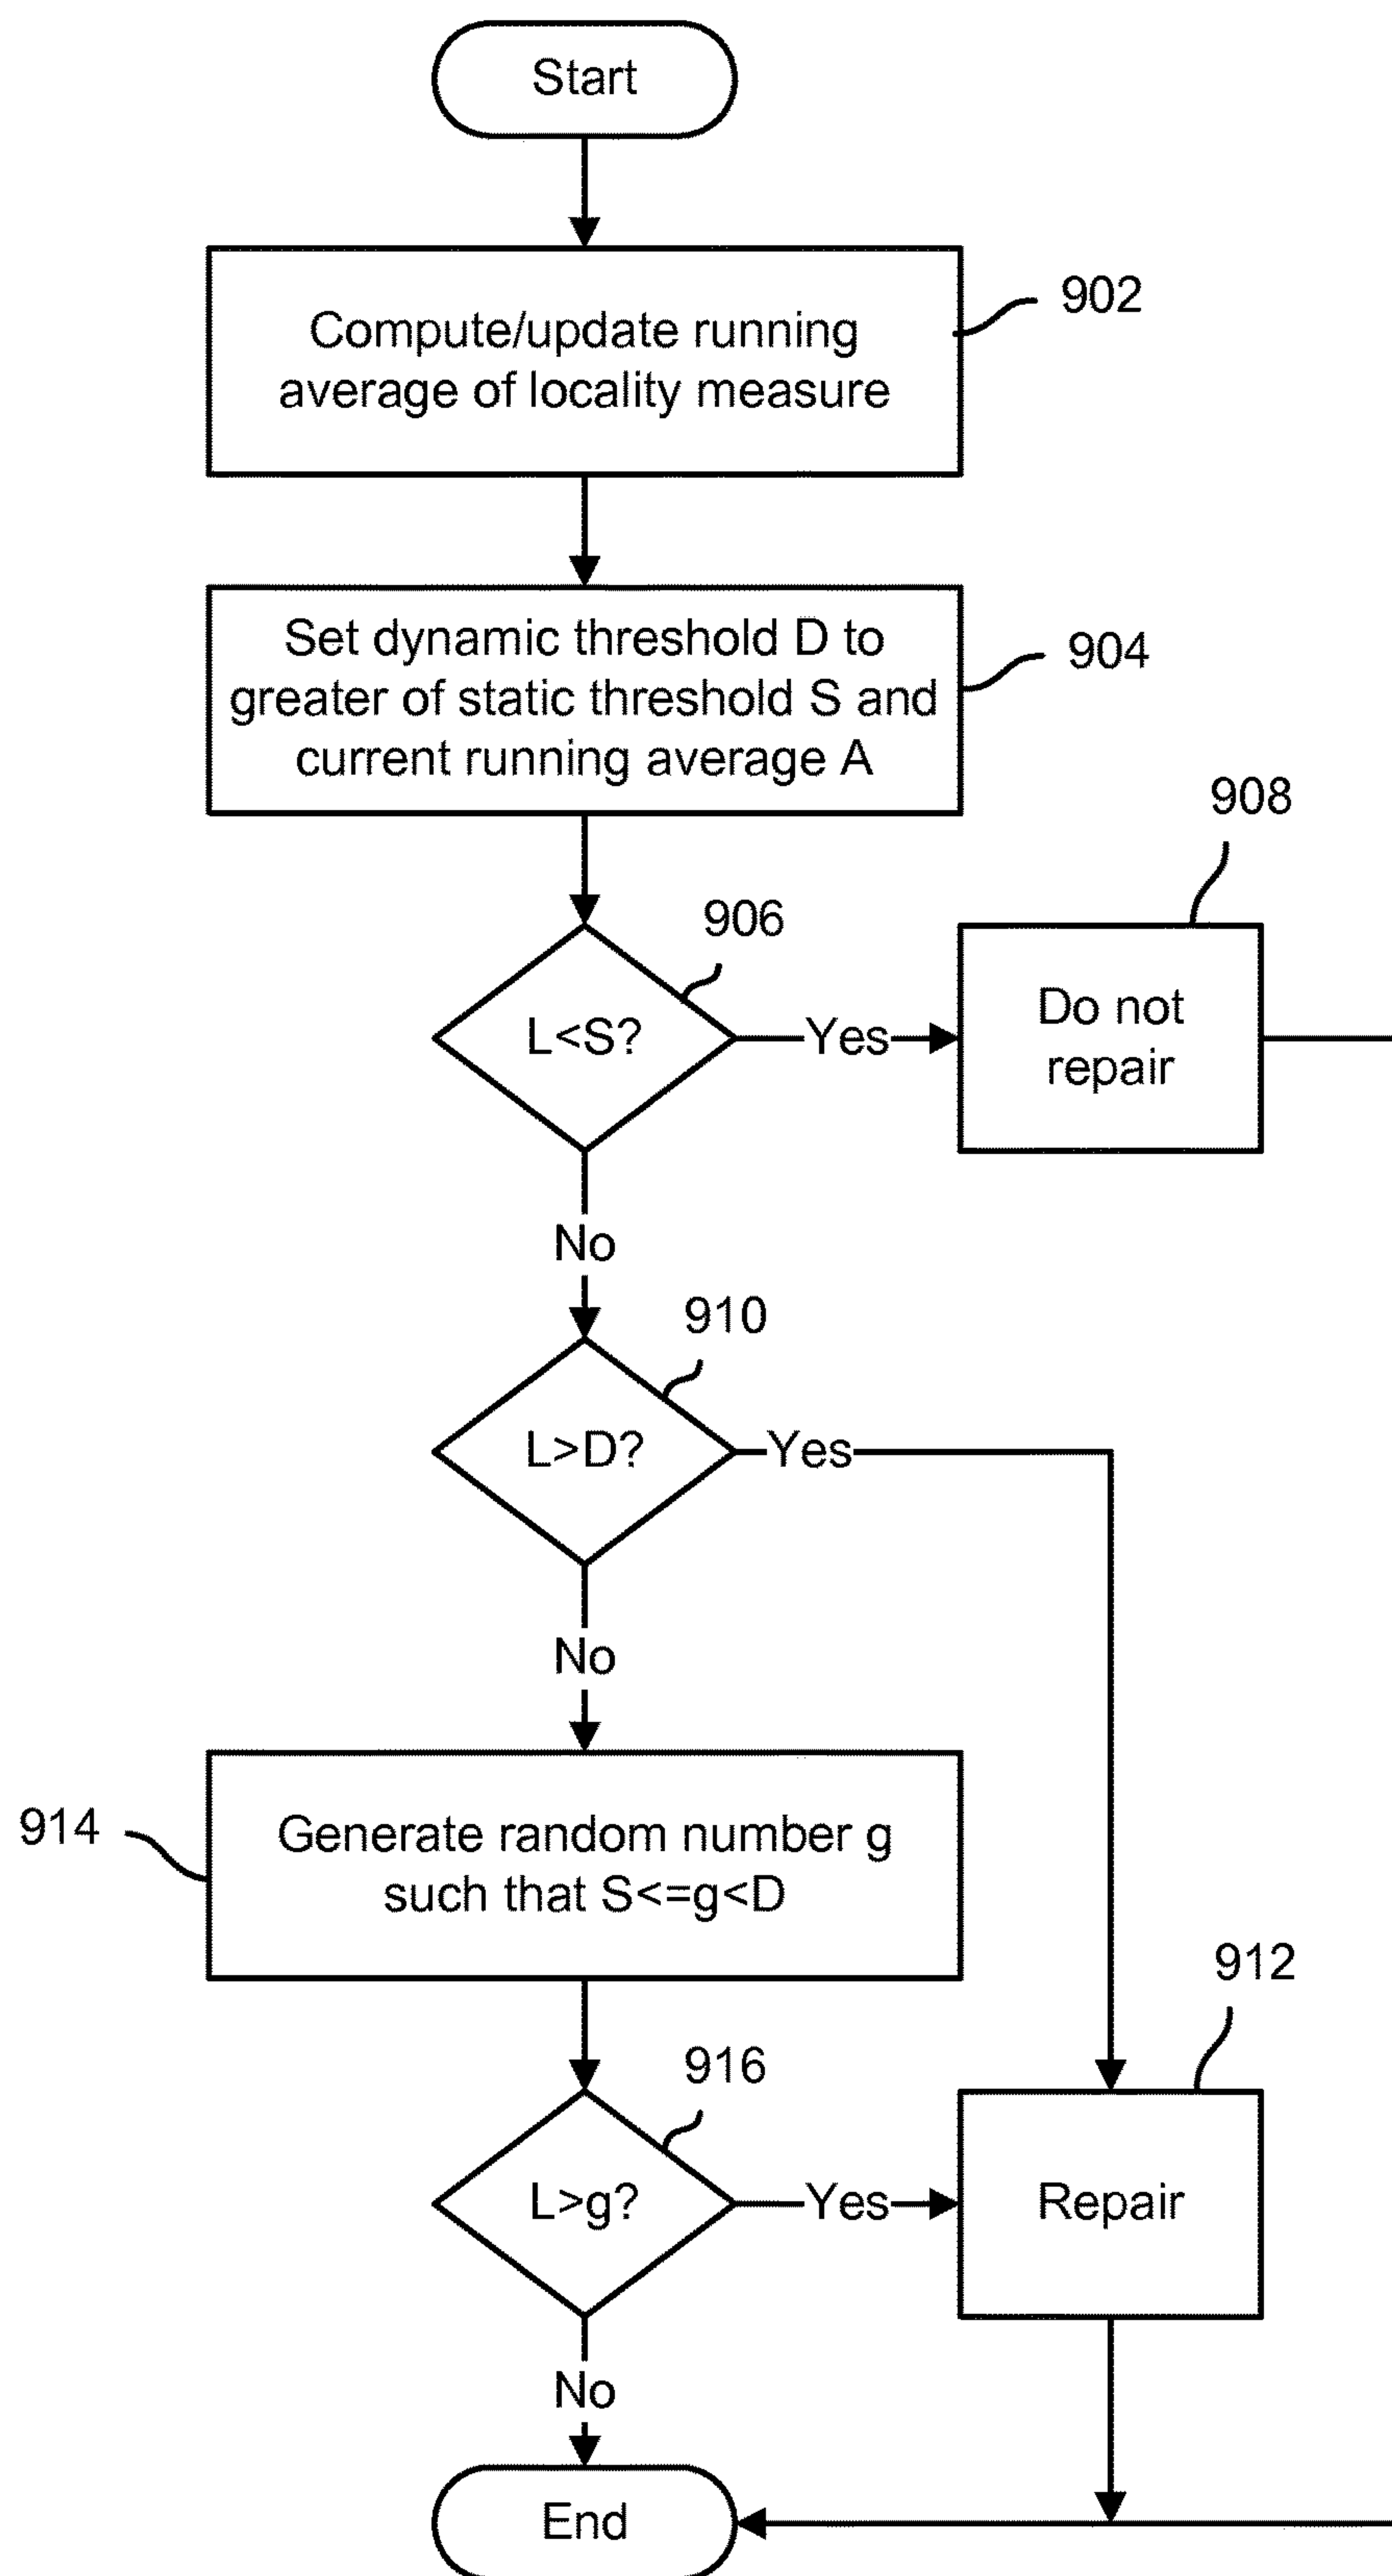 Start
902
Compute/update running
average of locality measure
904
Set dynamic threshold D to
greater of static threshold S and
current running average A
908
906
L<S?
Yes
Do not
repair
No
910
L>D?
Yes
No
914
Generate random number g
such that S<=g<D
912
916
L>g?
Yes
Repair
No
End